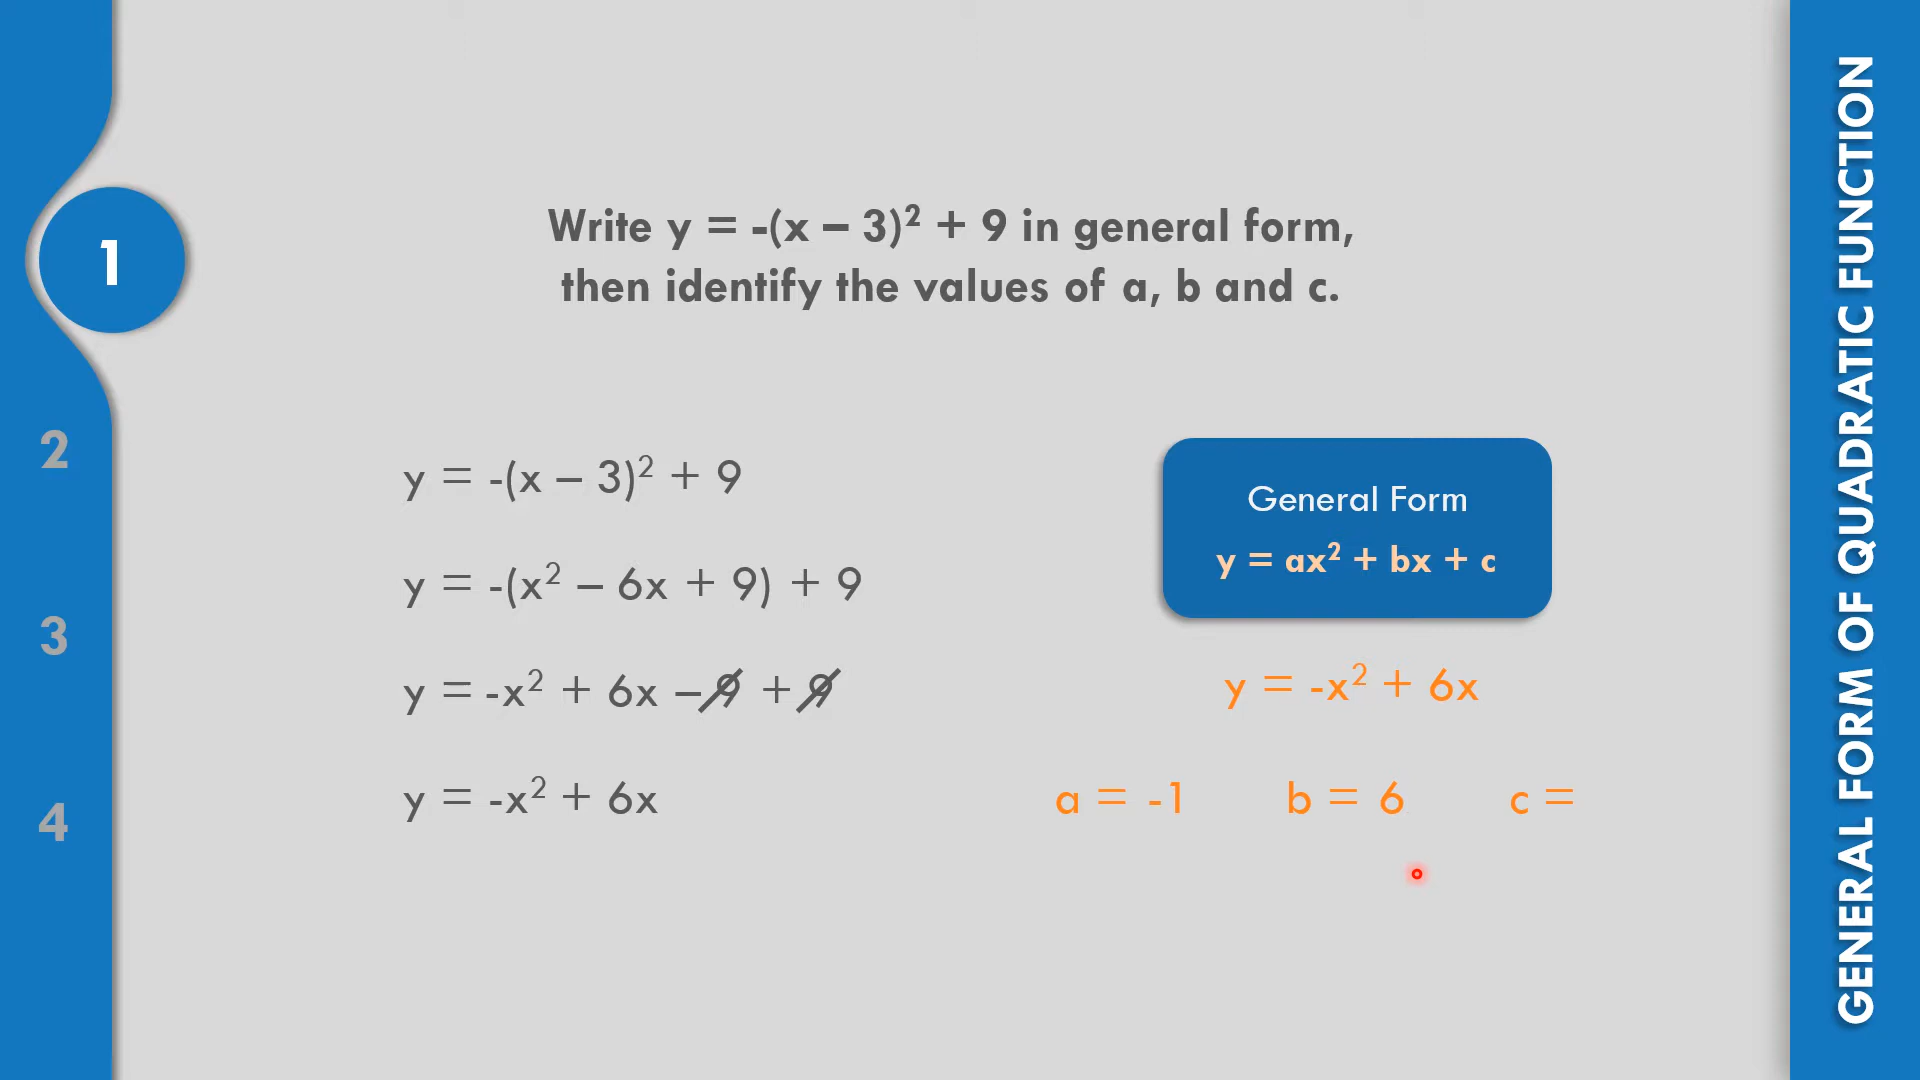 1
2
3
4
Write y = -(x – 3)² + 9 in general form,
then identify the values of a, b and c.
y = -(x – 3)² + 9
y = -(x² – 6x + 9) + 9
y = -x² + 6x – 9 + 9
y = -x² + 6x
General Form
y = ax² + bx + c
y = -x² + 6x
a = -1 b = 6 c =
GENERAL FORM OF QUADRATIC FUNCTION